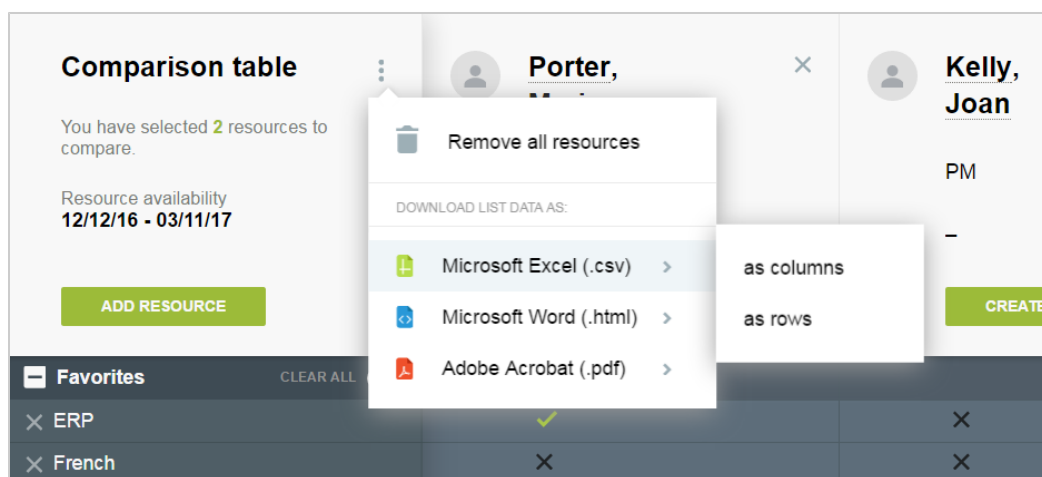 Comparison table
You have selected 2 resources to
compare.
Resource availability
12/12/16 - 03/11/17
ADD RESOURCE
Porter,
Kelly,
Joan
PM
–
CREATE
Remove all resources
DOWNLOAD LIST DATA AS:
Microsoft Excel (.csv)
Microsoft Word (.html)
Adobe Acrobat (.pdf)
as columns
as rows
Favorites
CLEAR ALL
ERP
French